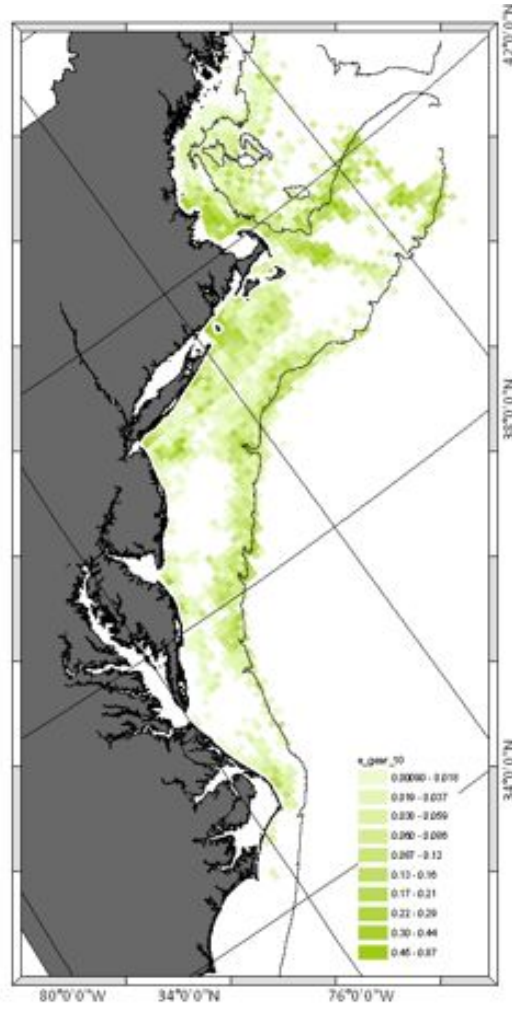 42°0'0"N
38°0'0"N
34°0'0"N
e_gear_10
0.00090 - 0.018
0.019 - 0.037
0.038 - 0.059
0.060 - 0.086
0.087 - 0.12
0.13 - 0.16
0.17 - 0.21
0.22 - 0.29
0.30 - 0.44
0.45 - 0.87
80°0'0"W
34°0'0"N
76°0'0"W